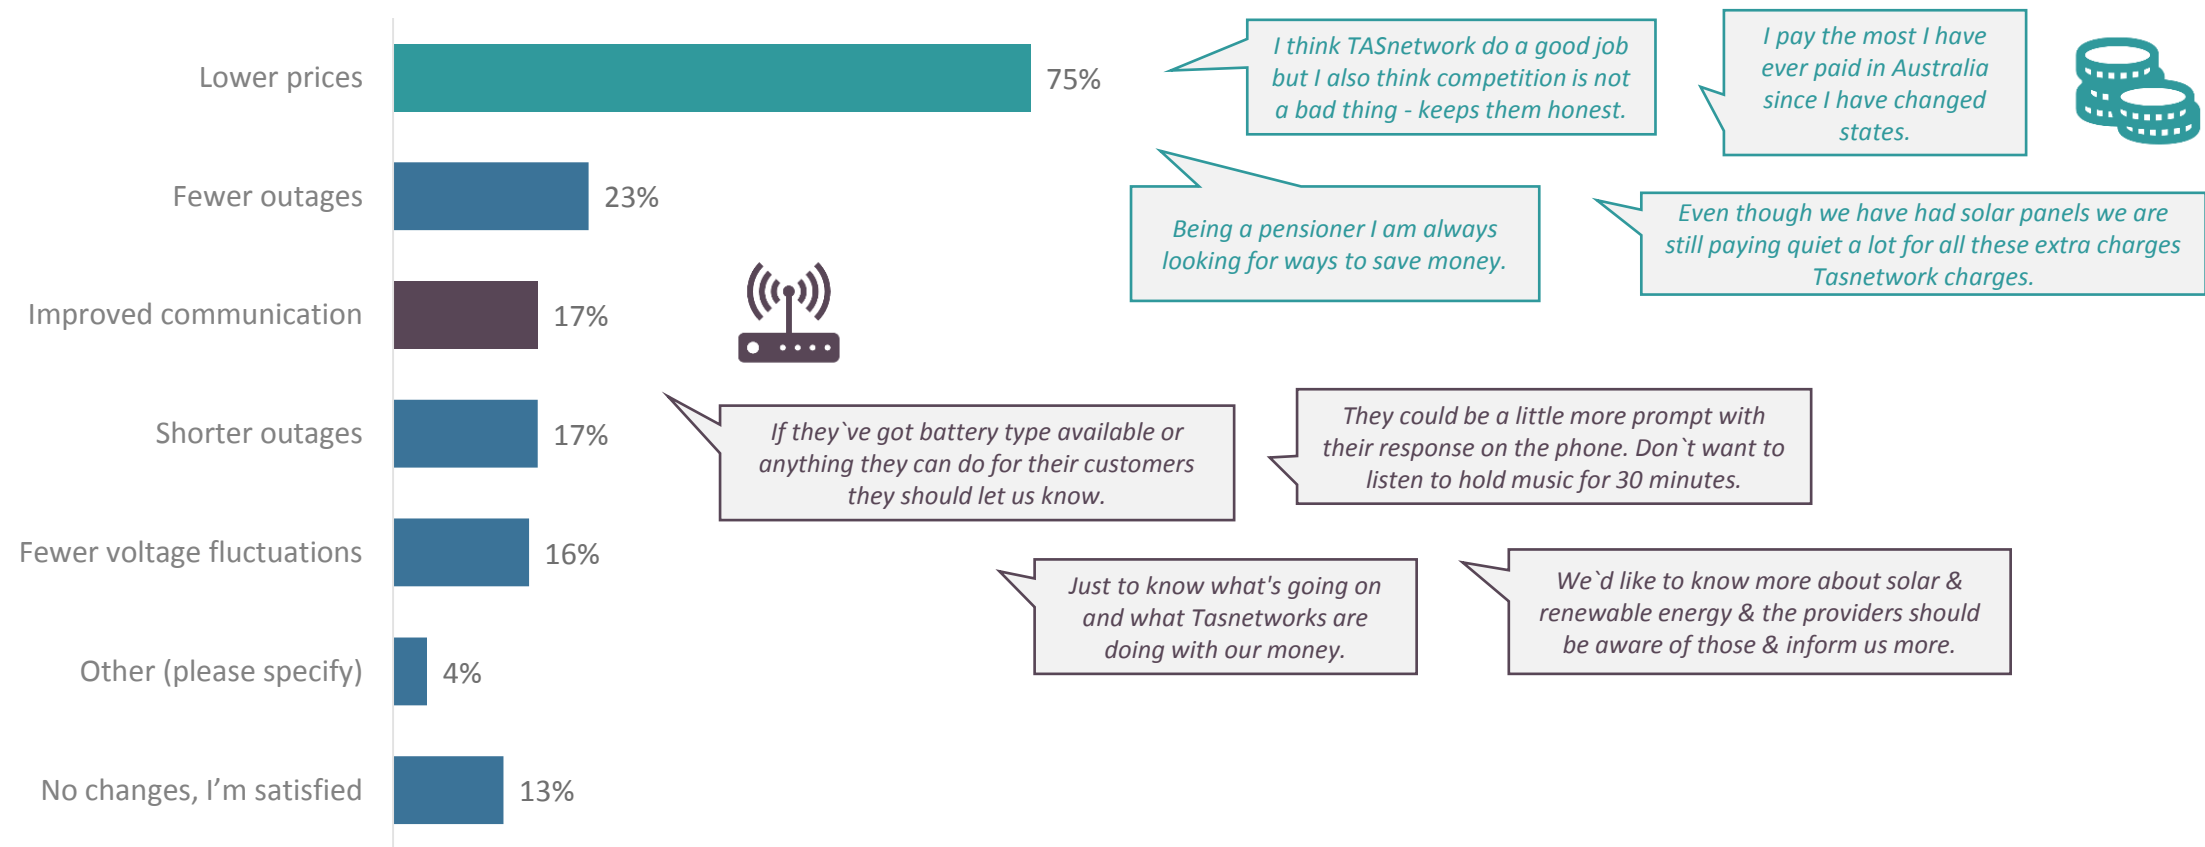 Lower prices
75%
Fewer outages
23%
Improved communication
17%
Shorter outages
17%
Fewer voltage fluctuations
16%
Other (please specify)
4%
No changes, I’m satisfied
13%
I think TASnetwork do a good job
but I also think competition is not
a bad thing - keeps them honest.
I pay the most I have
ever paid in Australia
since I have changed
states.
Being a pensioner I am always
looking for ways to save money.
Even though we have had solar panels we are
still paying quiet a lot for all these extra charges
Tasnetwork charges.
If they`ve got battery type available or
anything they can do for their customers
they should let us know.
They could be a little more prompt with
their response on the phone. Don`t want to
listen to hold music for 30 minutes.
Just to know what's going on
and what Tasnetworks are
doing with our money.
We`d like to know more about solar &
renewable energy & the providers should
be aware of those & inform us more.